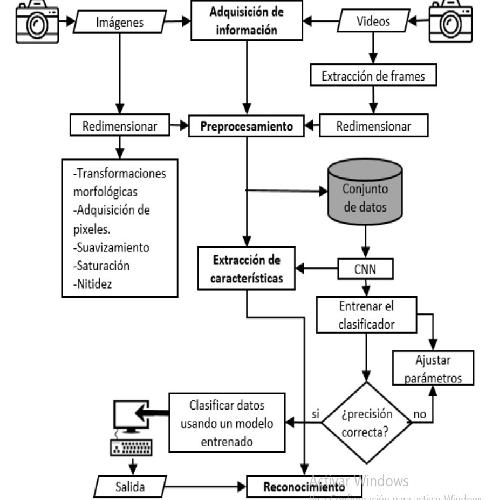 Imágenes
Adquisición de
información
Videos
Extracción de frames
Redimensionar
Preprocesamiento
Redimensionar
-Transformaciones
morfológicas
-Adquisición de
pixeles.
-Suavizamiento
-Saturación
-Nitidez
Conjunto
de datos
Extracción de
características
CNN
Entrenar el
clasificador
Ajustar
parámetros
Clasificar datos
usando un modelo
entrenado
si
¿precisión
correcta?
no
Salida
Reconocimiento
Activar Windows